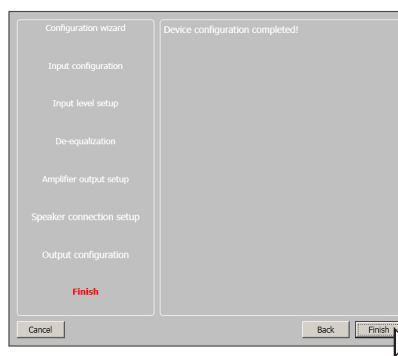 Configuration wizard
Input configuration
Input level setup
De-equalization
Amplifier output setup
Speaker connection setup
Output configuration
Finish
Device configuration completed!
Cancel
Back
Finish